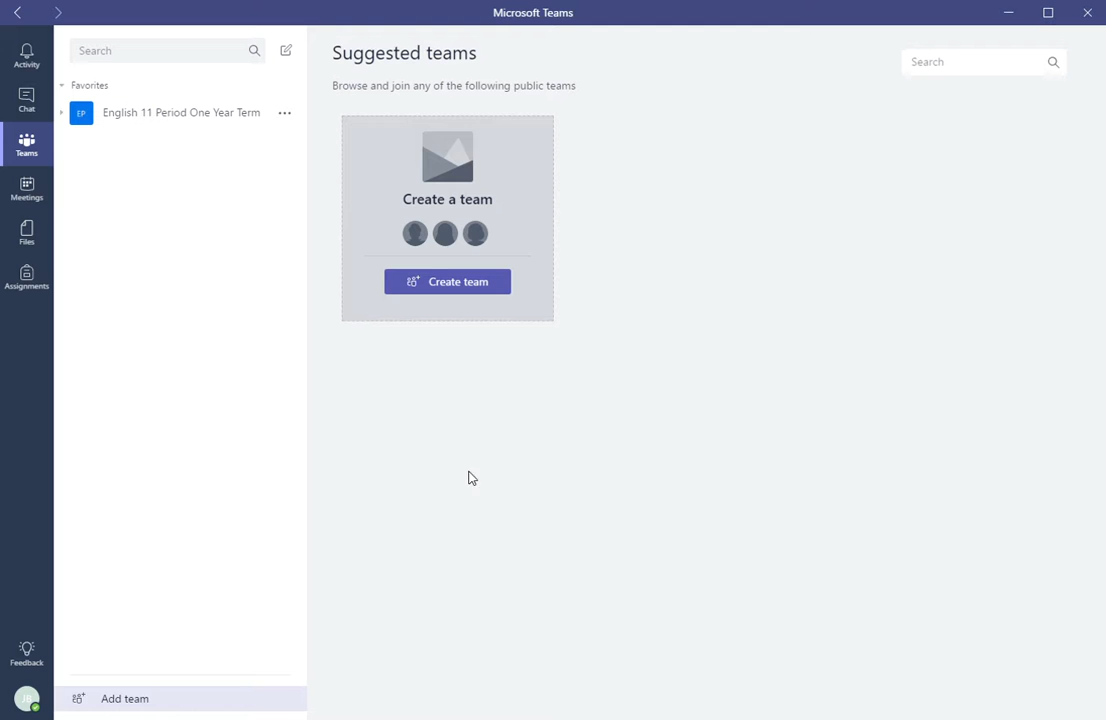 Microsoft Teams
Activity
Chat
Teams
Meetings
Files
Assignments
Feedback
JB
Search
Favorites
EP
English 11 Period One Year Term
Add team
Suggested teams
Search
Browse and join any of the following public teams
Create a team
Create team